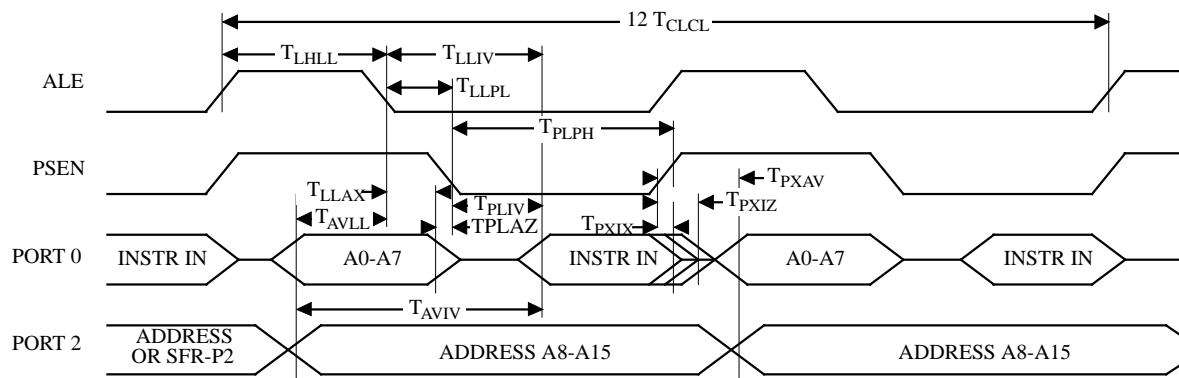 12 TCLCL
TLHLL TLLIV
ALE
TLLPL
TPLPH
PSEN
TLLAX TPXAV
TPLIV TPXIZ
TAVLL TPLAZ TPXIX
PORT 0 INSTR IN A0-A7 INSTR IN A0-A7 INSTR IN
TAVIV
PORT 2 ADDRESS
OR SFR-P2 ADDRESS A8-A15 ADDRESS A8-A15